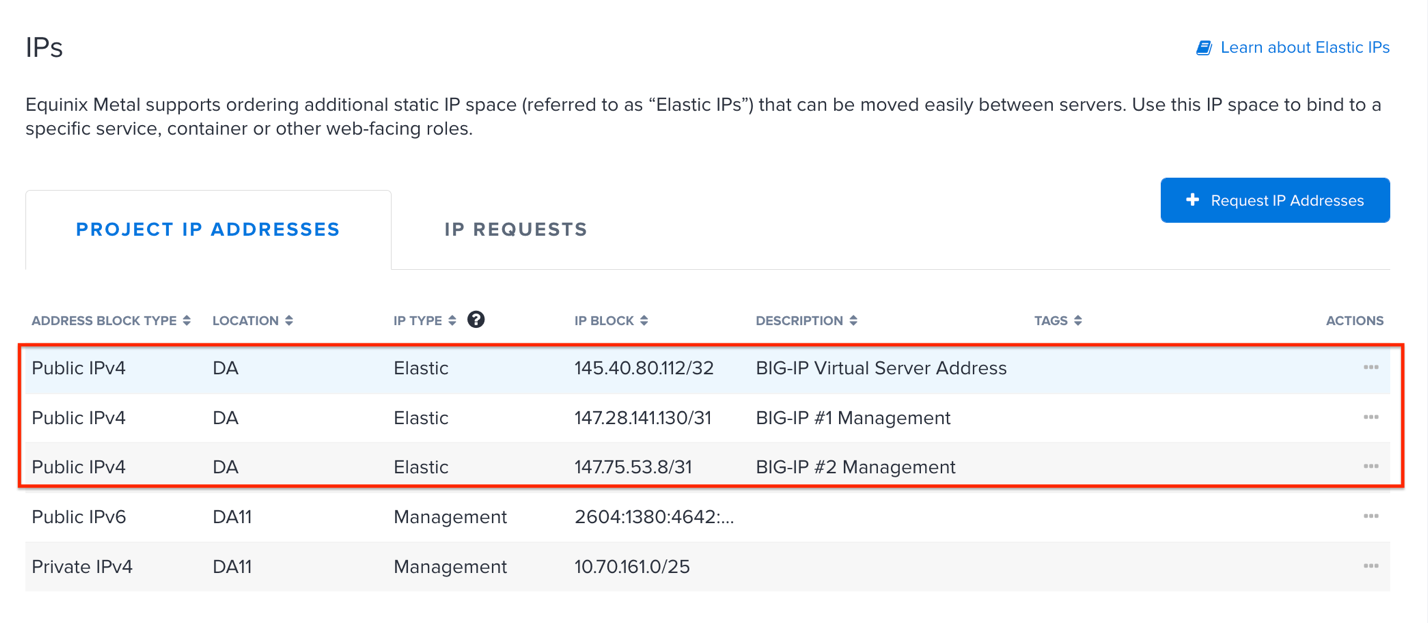 IPs
Learn about Elastic IPs
Equinix Metal supports ordering additional static IP space (referred to as “Elastic IPs”) that can be moved easily between servers. Use this IP space to bind to a
specific service, container or other web-facing roles.
Request IP Addresses
PROJECT IP ADDRESSES IP REQUESTS
ADDRESS BLOCK TYPE LOCATION IP TYPE ? IP BLOCK DESCRIPTION TAGS ACTIONS
Public IPv4 DA Elastic 145.40.80.112/32 BIG-IP Virtual Server Address
Public IPv4 DA Elastic 147.28.141.130/31 BIG-IP #1 Management
Public IPv4 DA Elastic 147.75.53.8/31 BIG-IP #2 Management
Public IPv6 DA11 Management 2604:1380:4642:...
Private IPv4 DA11 Management 10.70.161.0/25